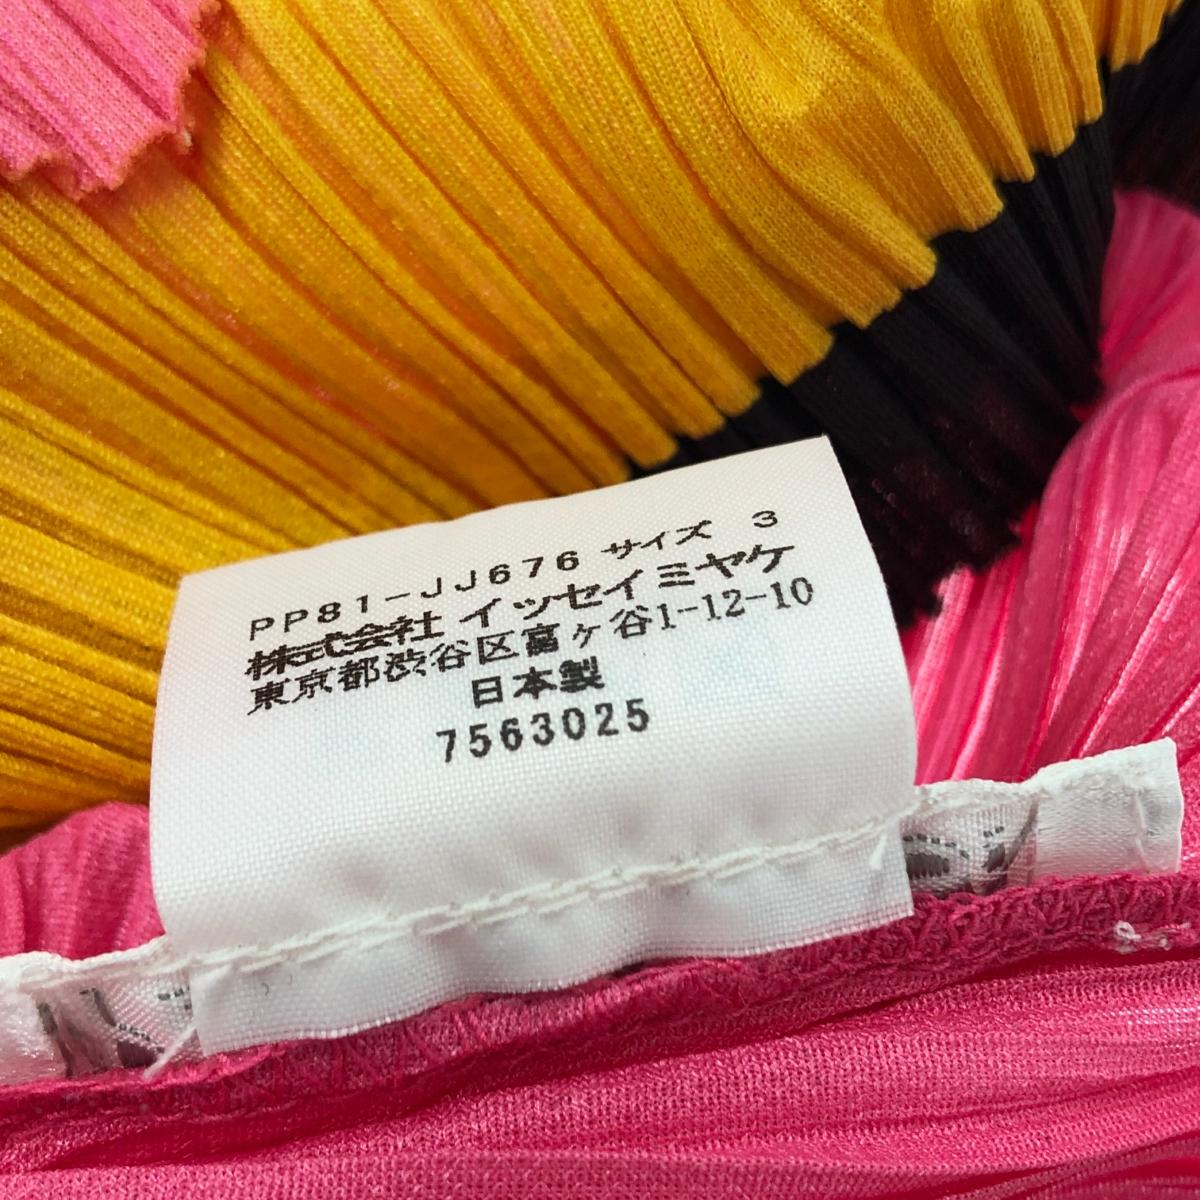 PP81-JJ676 サイズ 3
株式会社 イッセイミヤケ
東京都渋谷区富ヶ谷1-12-10
日本製
7563025